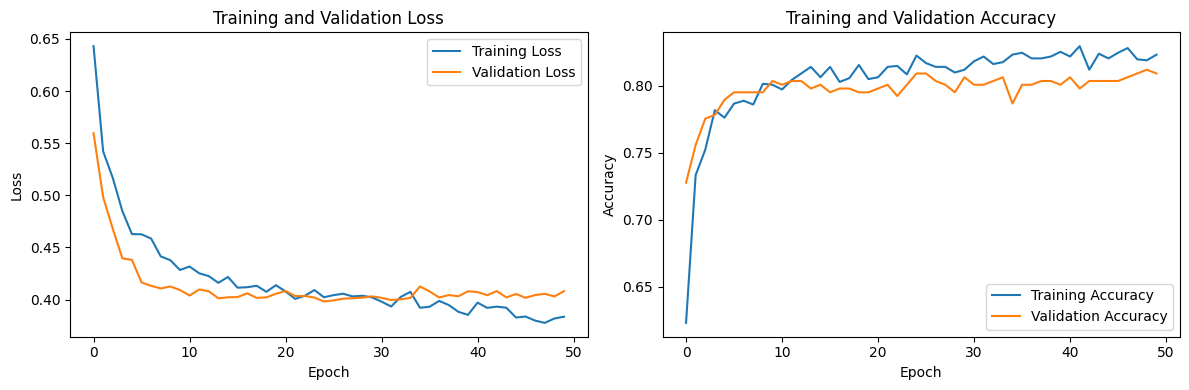 Training and Validation Loss
Training Loss
Validation Loss
Loss
0.65
0.60
0.55
0.50
0.45
0.40
0 10 20 30 40 50
Epoch
Training and Validation Accuracy
Accuracy
0.80
0.75
0.70
0.65
Training Accuracy
Validation Accuracy
0 10 20 30 40 50
Epoch